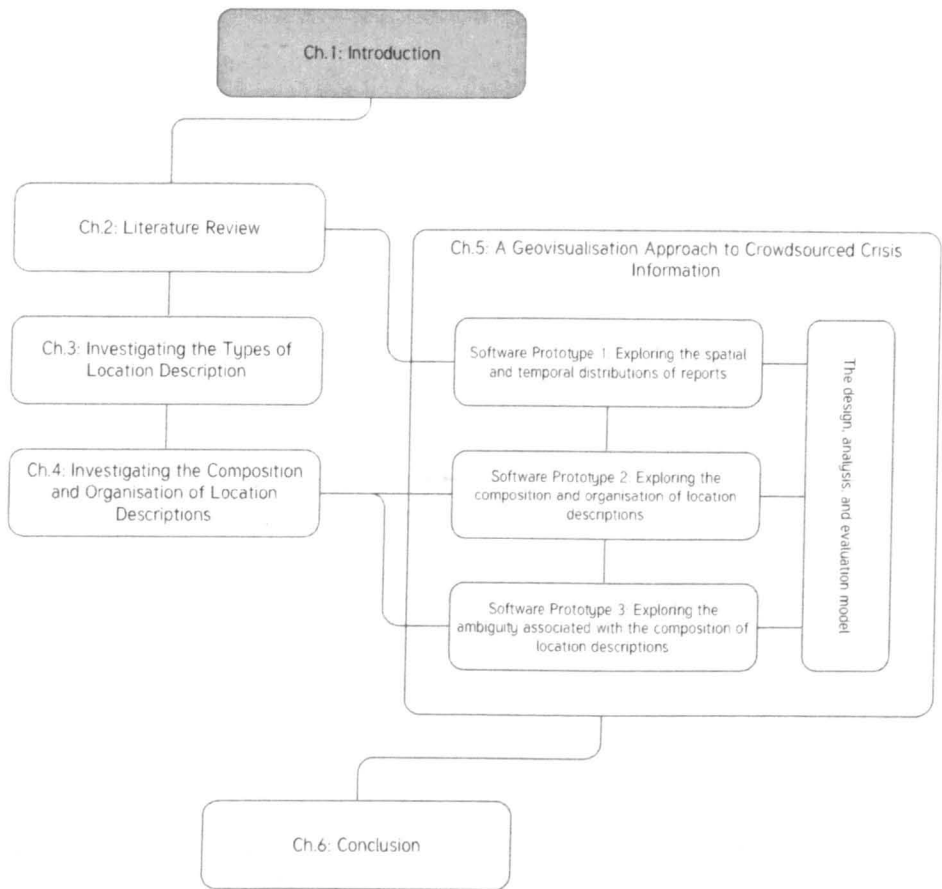 Ch.1: Introduction
Ch.2: Literature Review
Ch.3: Investigating the Types of
Location Description
Ch.4: Investigating the Composition
and Organisation of Location
Descriptions
Ch.5: A Geovisualisation Approach to Crowdsourced Crisis
Information
Software Prototype 1: Exploring the spatial
and temporal distributions of reports
Software Prototype 2: Exploring the
composition and organisation of location
descriptions
Software Prototype 3: Exploring the
ambiguity associated with the composition of
location descriptions
The design, analysis, and evaluation model
Ch.6: Conclusion